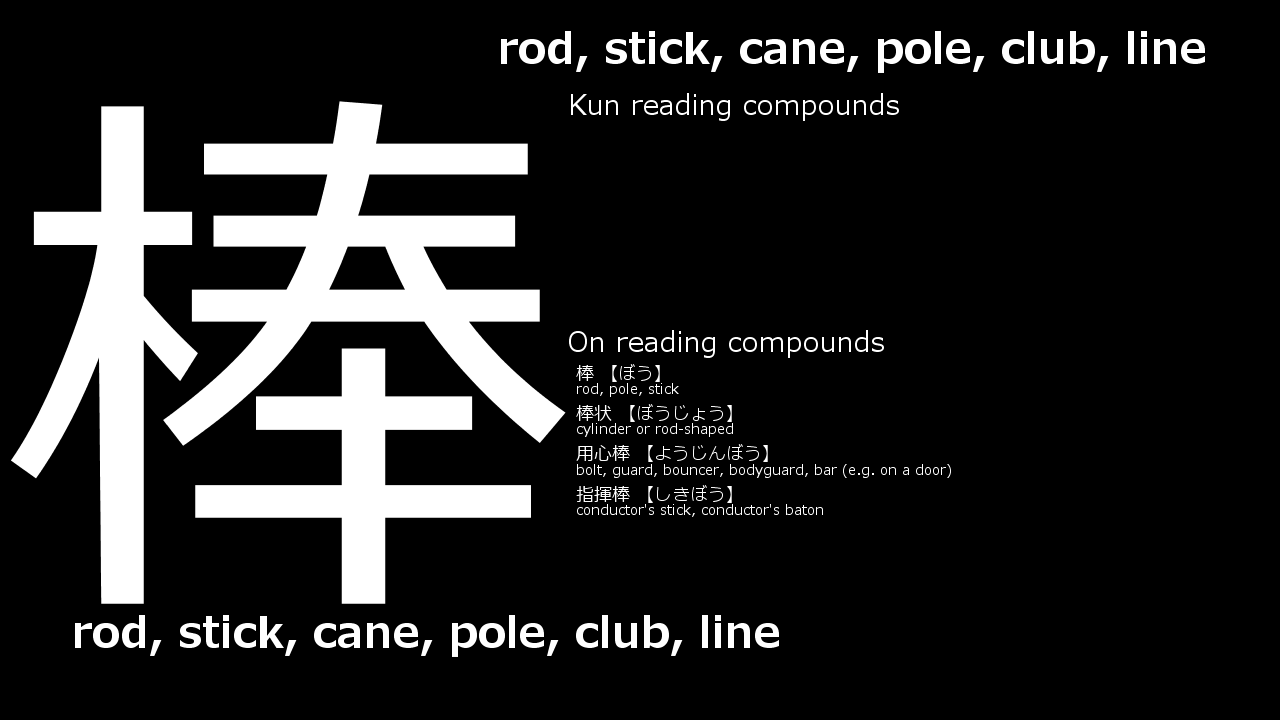 rod, stick, cane, pole, club, line
棒
Kun reading compounds
On reading compounds
棒 【ぼう】
rod, pole, stick
棒状 【ぼうじょう】
cylinder or rod-shaped
用心棒 【ようじんぼう】
bolt, guard, bouncer, bodyguard, bar (e.g. on a door)
指揮棒 【しきぼう】
conductor's stick, conductor's baton
rod, stick, cane, pole, club, line